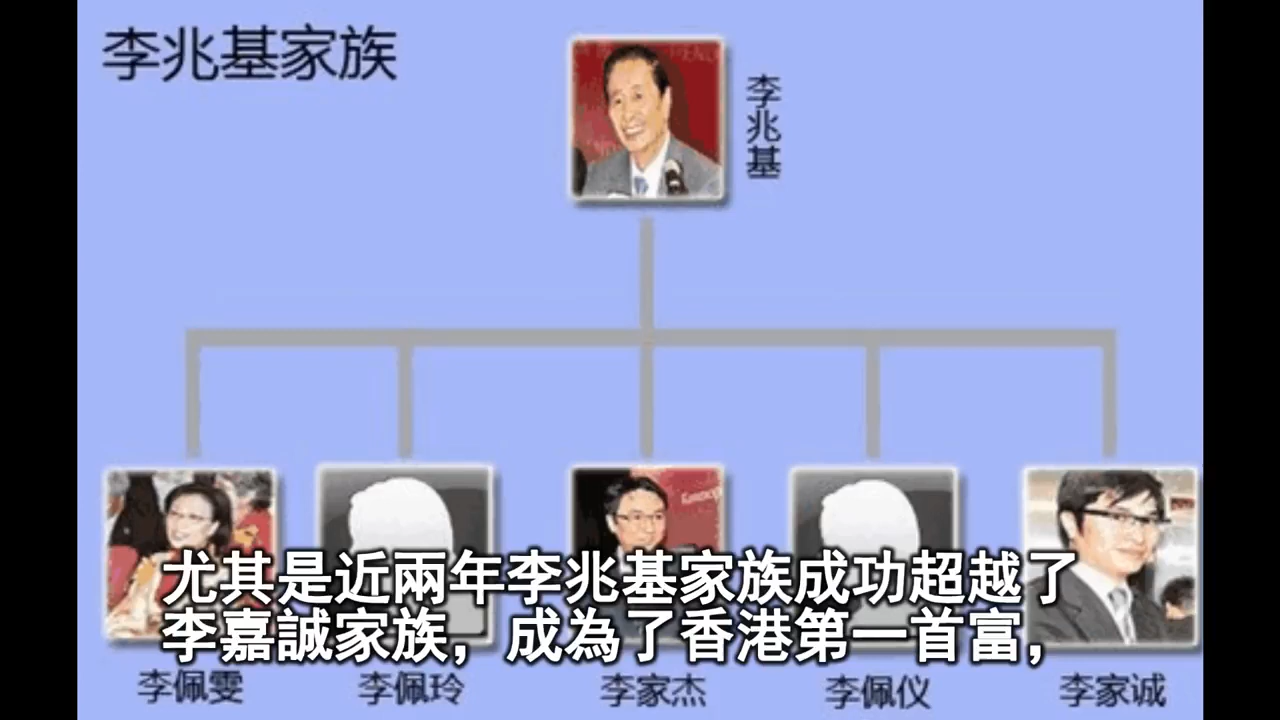 李兆基家族
李兆基
尤其是近兩年李兆基家族成功超越了
李嘉誠家族，成為了香港第一首富，
李佩雯
李佩玲
李家杰
李佩仪
李家诚